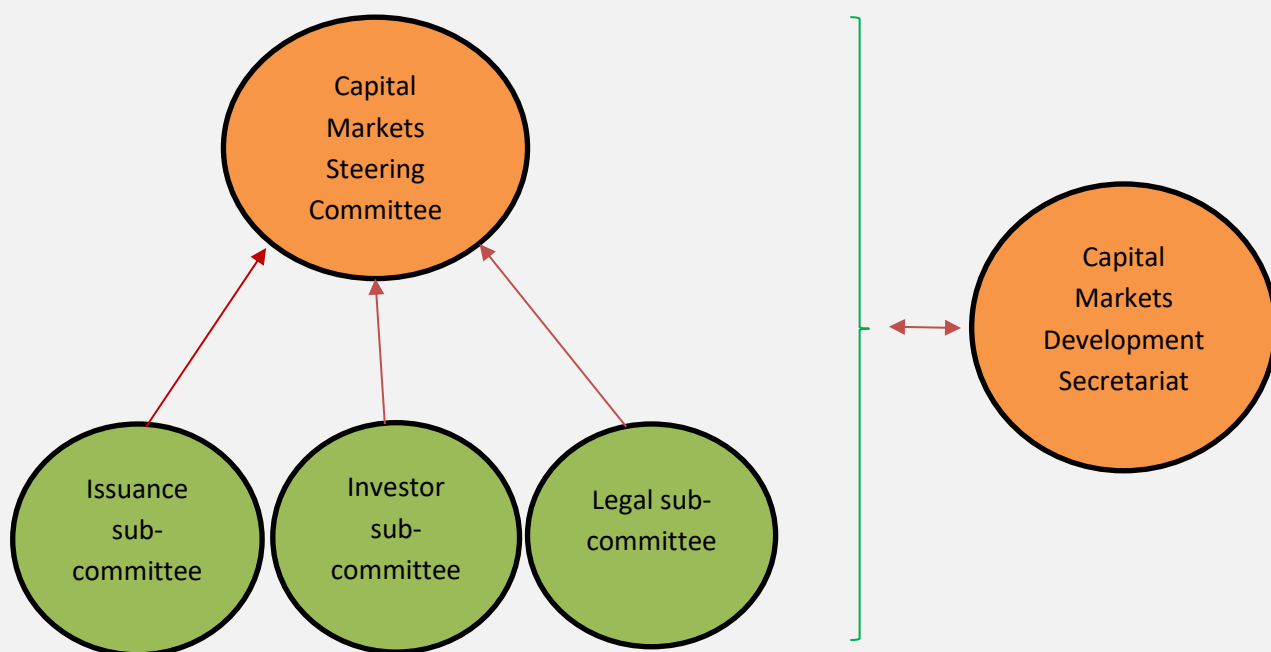 Capital
Markets
Steering
Committee
Capital
Markets
Development
Secretariat
Issuance
sub-
committee
Investor
sub-
committee
Legal sub-
committee